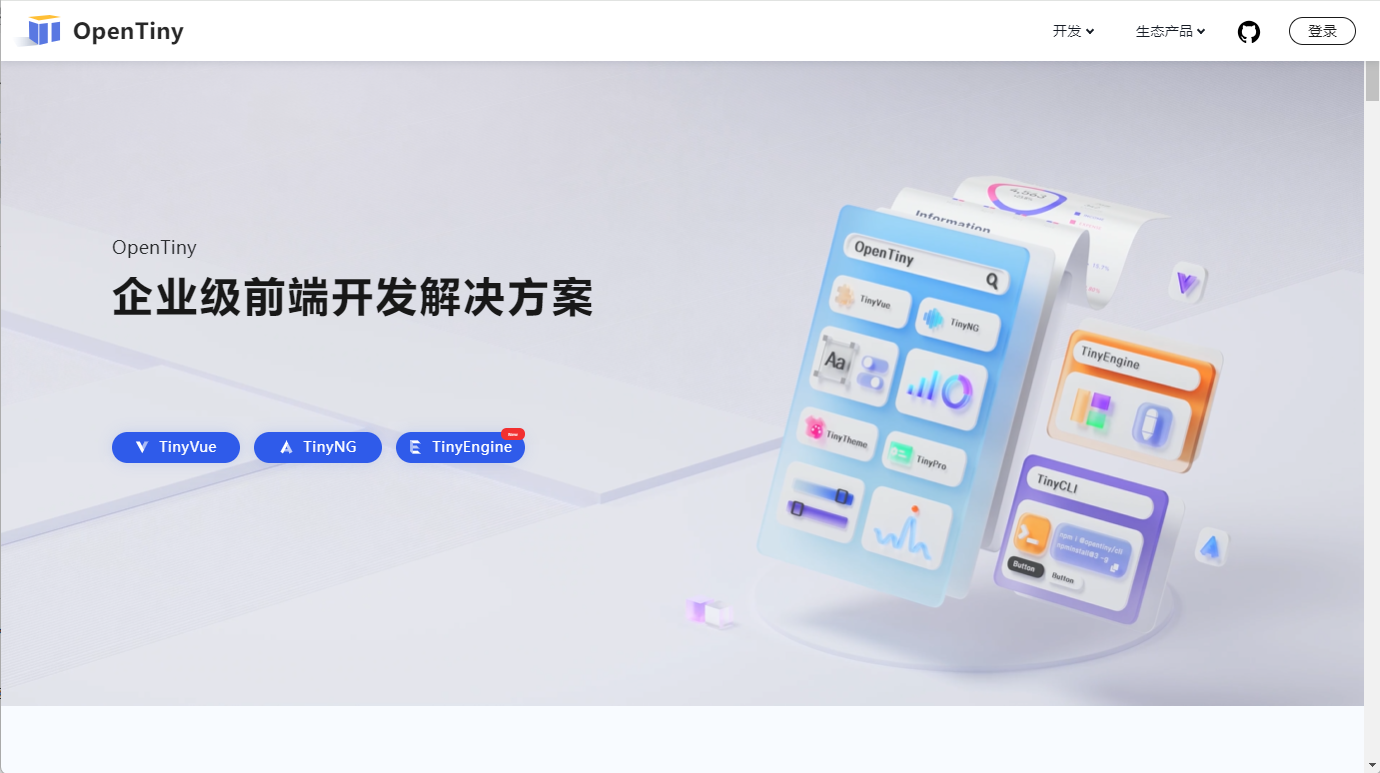 OpenTiny
开发
生态产品
登录
OpenTiny
企业级前端开发解决方案
TinyVue
TinyNG
TinyEngine
New
4,563
Information
OpenTiny
TinyVue
TinyNG
Aa
TinyTheme
TinyPro
TinyEngine
TinyCLI
npm i @opentiny/cli
Button
Button